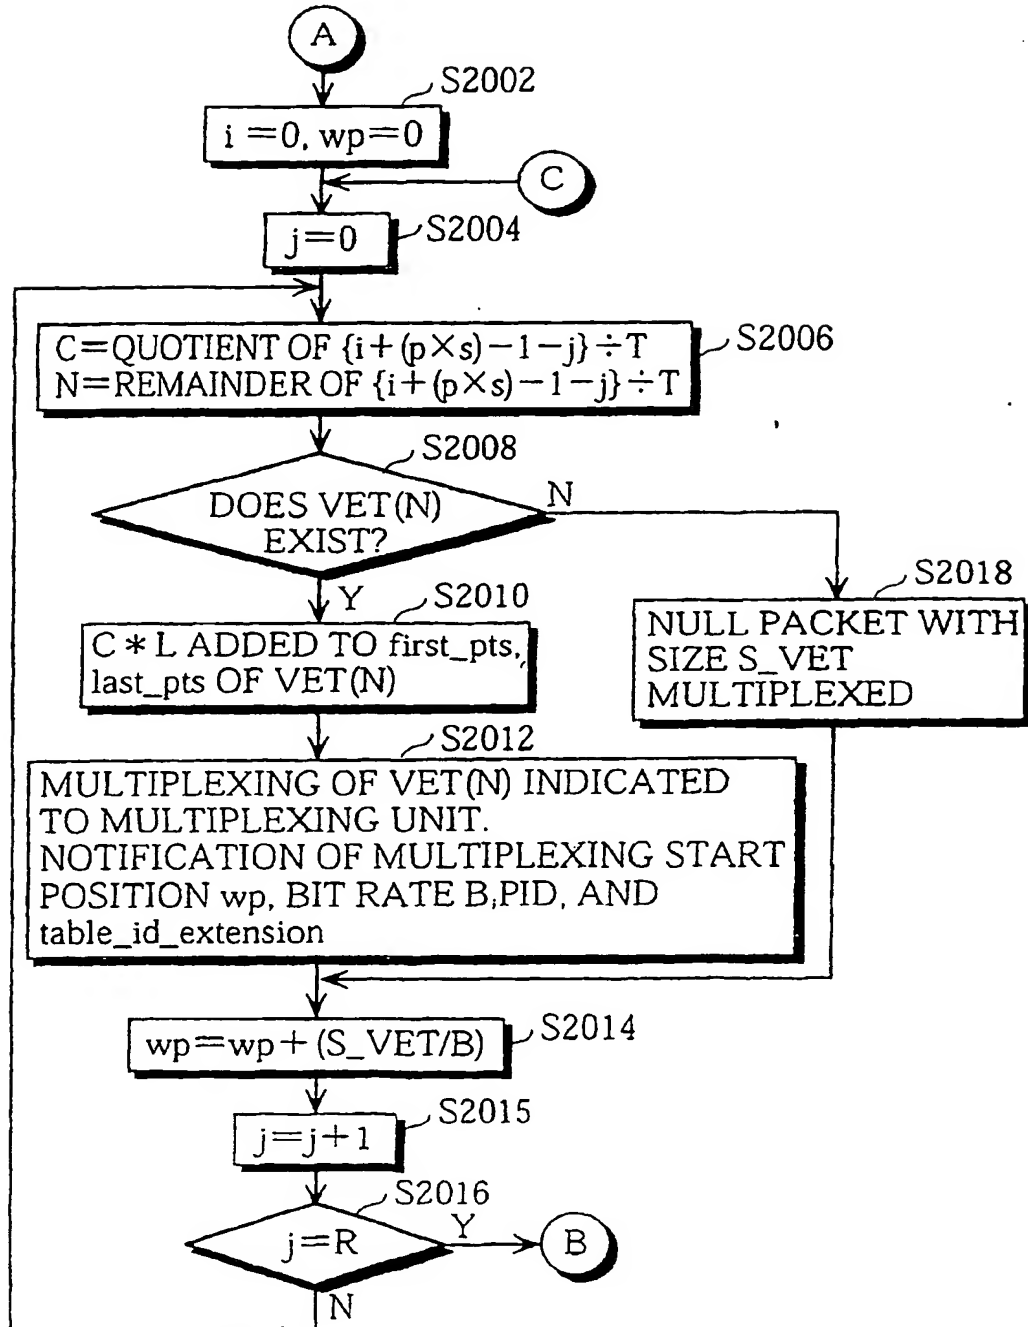 A
S2002
i=0, wp=0
C
j=0
S2004
C=QUOTIENT OF {i+(p×s)-1-j}÷T
N=REMAINDER OF {i+(p×s)-1-j}÷T
S2006
S2008
DOES VET(N)
EXIST?
N
Y
S2010
C*L ADDED TO first_pts,
last_pts OF VET(N)
S2018
NULL PACKET WITH
SIZE S_VET
MULTIPLEXED
S2012
MULTIPLEXING OF VET(N) INDICATED
TO MULTIPLEXING UNIT.
NOTIFICATION OF MULTIPLEXING START
POSITION wp, BIT RATE B,PID, AND
table_id_extension
wp=wp+(S_VET/B)
S2014
j=j+1
S2015
S2016
j=R
Y
B
N